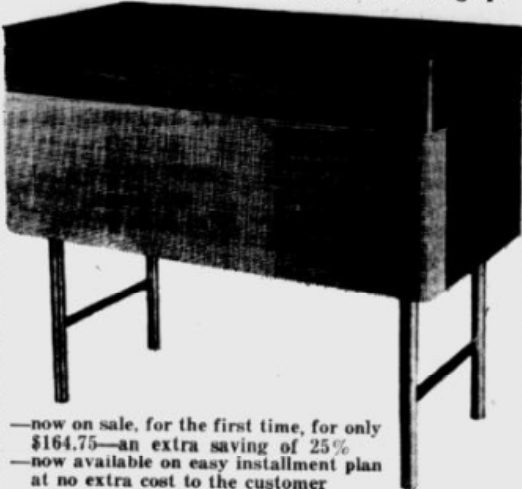 —now on sale, for the first time, for only
$164.75—an extra saving of 25%
—now available on easy installment plan
at no extra cost to the customer